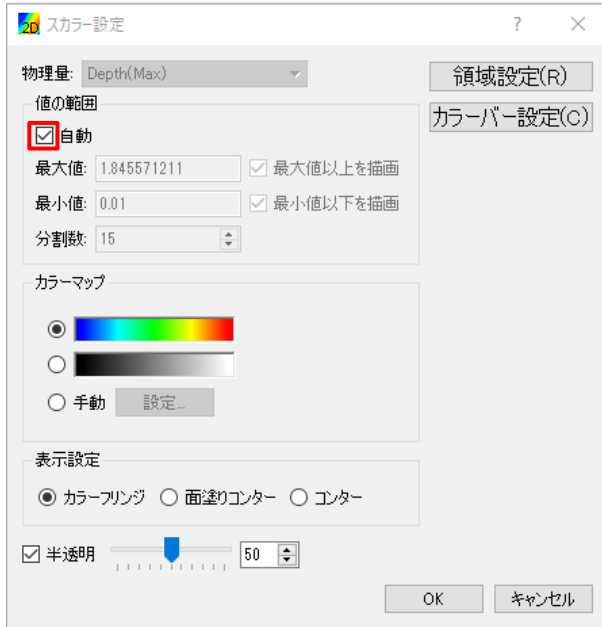 2D スカラー設定 ? ×
物理量: Depth(Max)
領域設定(R)
値の範囲
カラーバー設定(C)
自動
最大値: 1.845571211 最大値以上を描画
最小値: 0.01 最小値以下を描画
分割数: 15
カラーマップ
手動 設定...
表示設定
カラーフリンジ 面塗りコンター コンター
半透明 50
OK キャンセル